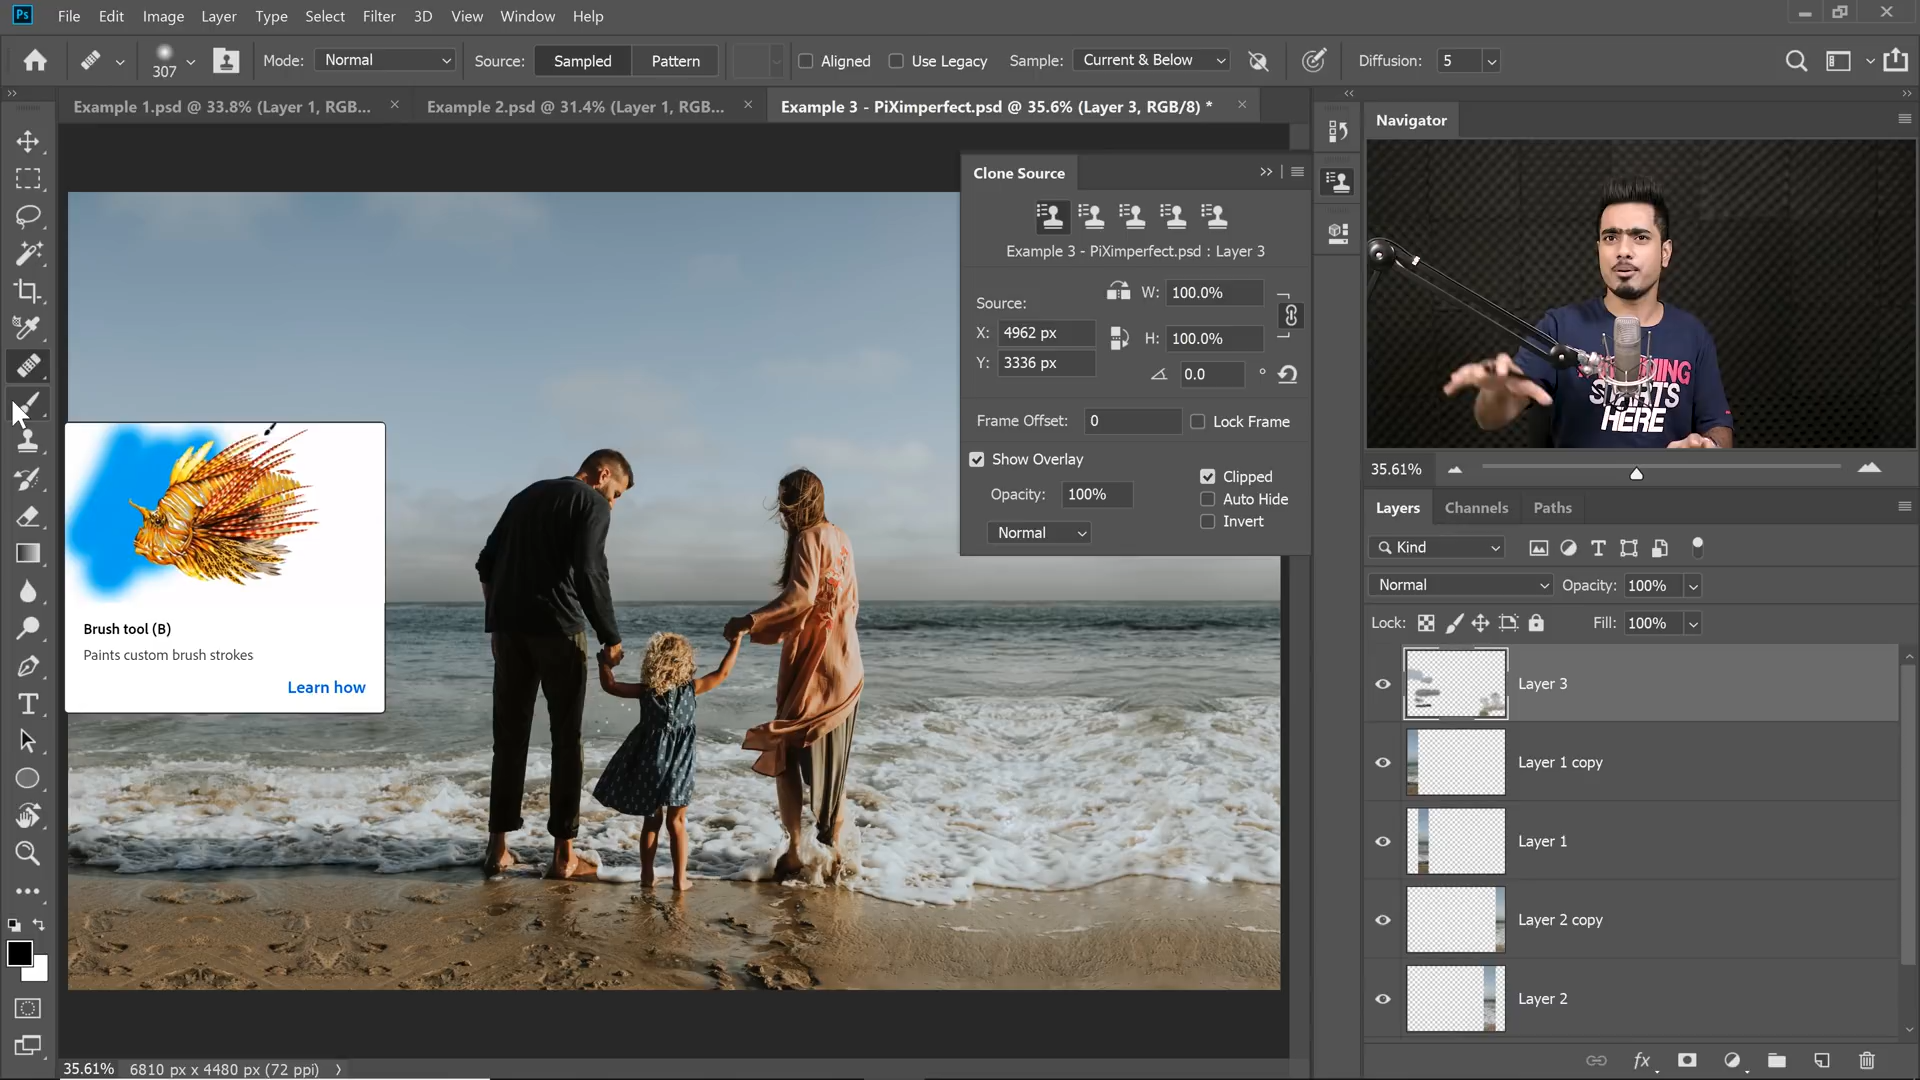 Ps File Edit Image Layer Type Select Filter 3D View Window Help
307 Mode: Normal Source: Sampled Pattern Aligned Use Legacy Sample: Current & Below Diffusion: 5
Example 1.psd @ 33.8% (Layer 1, RGB... × Example 2.psd @ 31.4% (Layer 1, RGB... × Example 3 - PiXimperfect.psd @ 35.6% (Layer 3, RGB/8) * ×
Clone Source
Example 3 - PiXimperfect.psd : Layer 3
Source:
W: 100.0%
X: 4962 px
H: 100.0%
Y: 3336 px
0.0 °
Frame Offset: 0 Lock Frame
Show Overlay
Clipped
Opacity: 100%
Auto Hide
Invert
Normal
Brush tool (B)
Paints custom brush strokes
Learn how
35.61% 6810 px x 4480 px (72 ppi)
Navigator
STARTS
HERE
35.61%
Layers Channels Paths
Kind
Normal Opacity: 100%
Lock: Fill: 100%
Layer 3
Layer 1 copy
Layer 1
Layer 2 copy
Layer 2
fx